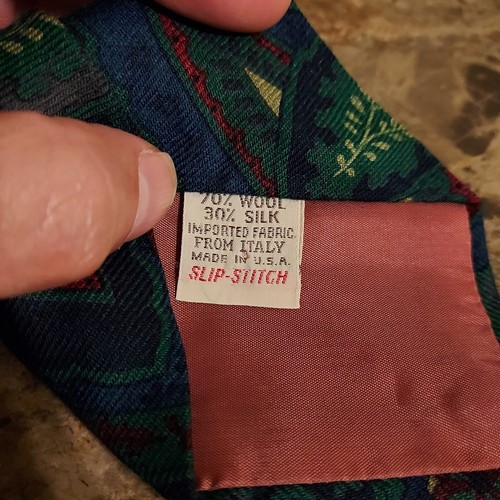 70% WOOL
30% SILK
IMPORTED FABRIC
FROM ITALY
MADE IN U.S.A.
SLIP-STITCH